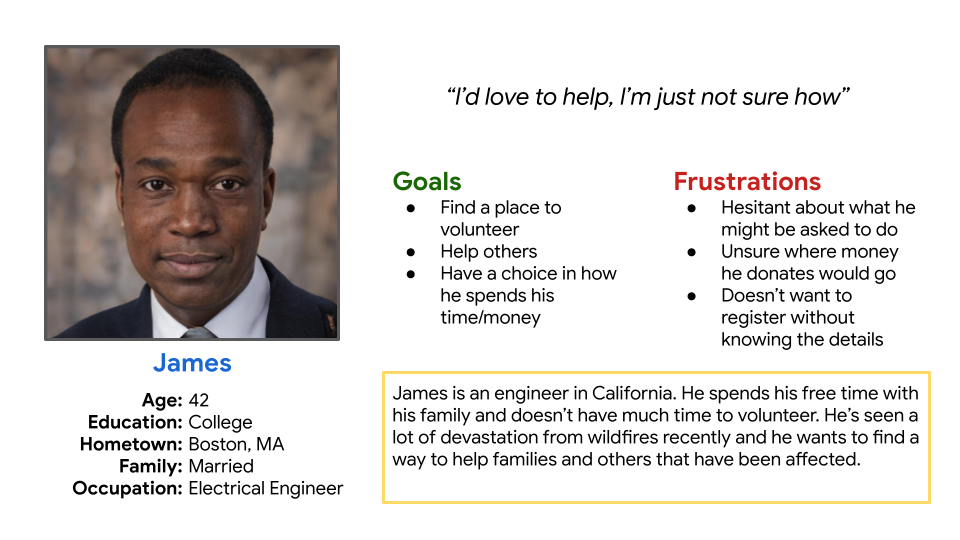 “I’d love to help, I’m just not sure how”
James
Age: 42
Education: College
Hometown: Boston, MA
Family: Married
Occupation: Electrical Engineer
Goals
● Find a place to
volunteer
● Help others
● Have a choice in how
he spends his
time/money
Frustrations
● Hesitant about what he
might be asked to do
● Unsure where money
he donates would go
● Doesn’t want to
register without
knowing the details
James is an engineer in California. He spends his free time with
his family and doesn’t have much time to volunteer. He’s seen a
lot of devastation from wildfires recently and he wants to find a
way to help families and others that have been affected.